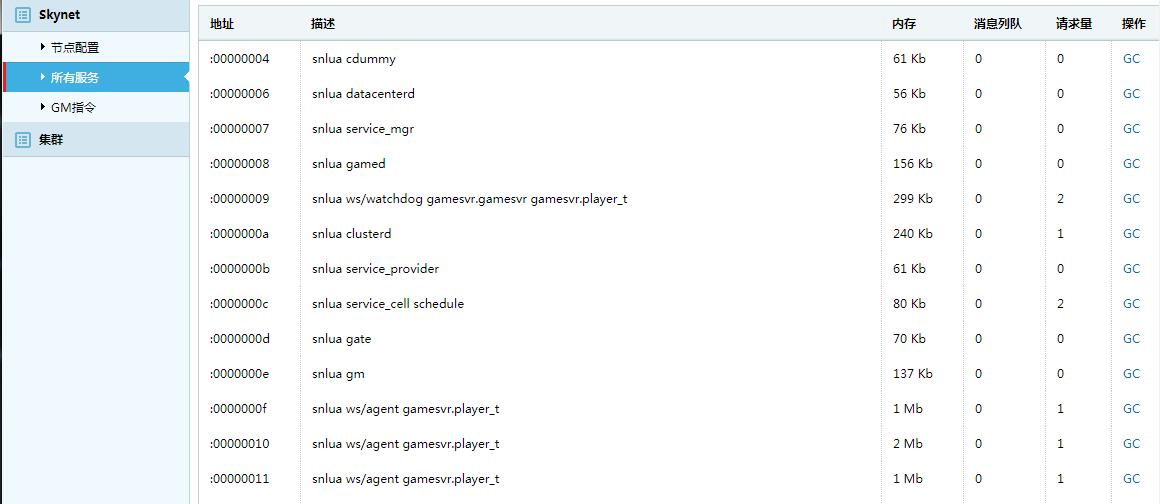 Skynet
节点配置
所有服务
GM指令
集群
地址 描述 内存 消息列队 请求量 操作
:00000004 snlua cdummy 61 Kb 0 0 GC
:00000006 snlua datacenterd 56 Kb 0 0 GC
:00000007 snlua service_mgr 76 Kb 0 0 GC
:00000008 snlua gamed 156 Kb 0 0 GC
:00000009 snlua ws/watchdog gamesvr.gamesvr gamesvr.player_t 299 Kb 0 2 GC
:0000000a snlua clusterd 240 Kb 0 1 GC
:0000000b snlua service_provider 61 Kb 0 0 GC
:0000000c snlua service_cell schedule 80 Kb 0 2 GC
:0000000d snlua gate 70 Kb 0 0 GC
:0000000e snlua gm 137 Kb 0 0 GC
:0000000f snlua ws/agent gamesvr.player_t 1 Mb 0 1 GC
:00000010 snlua ws/agent gamesvr.player_t 2 Mb 0 1 GC
:00000011 snlua ws/agent gamesvr.player_t 1 Mb 0 1 GC